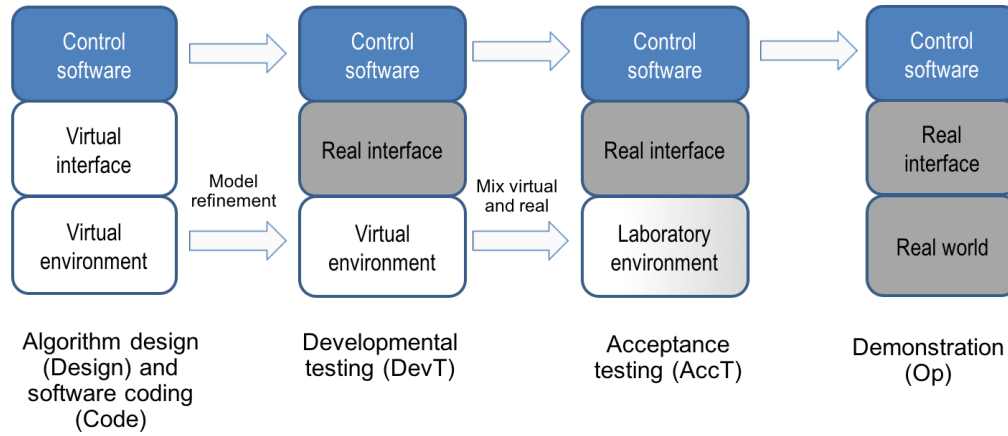 Control
software
Control
software
Control
software
Control
software
Virtual
interface
Real interface
Real interface
Real
interface
Model
refinement
Mix virtual
and real
Virtual
environment
Virtual
environment
Laboratory
environment
Real world
Algorithm design
(Design) and
software coding
(Code)
Developmental
testing (DevT)
Acceptance
testing (AccT)
Demonstration
(Op)